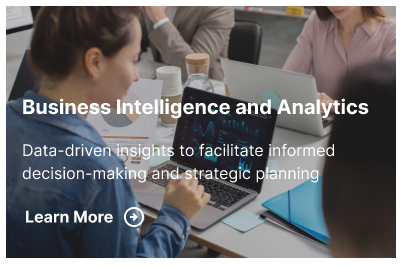 Business Intelligence and Analytics
Data-driven insights to facilitate informed
decision-making and strategic planning
Learn More